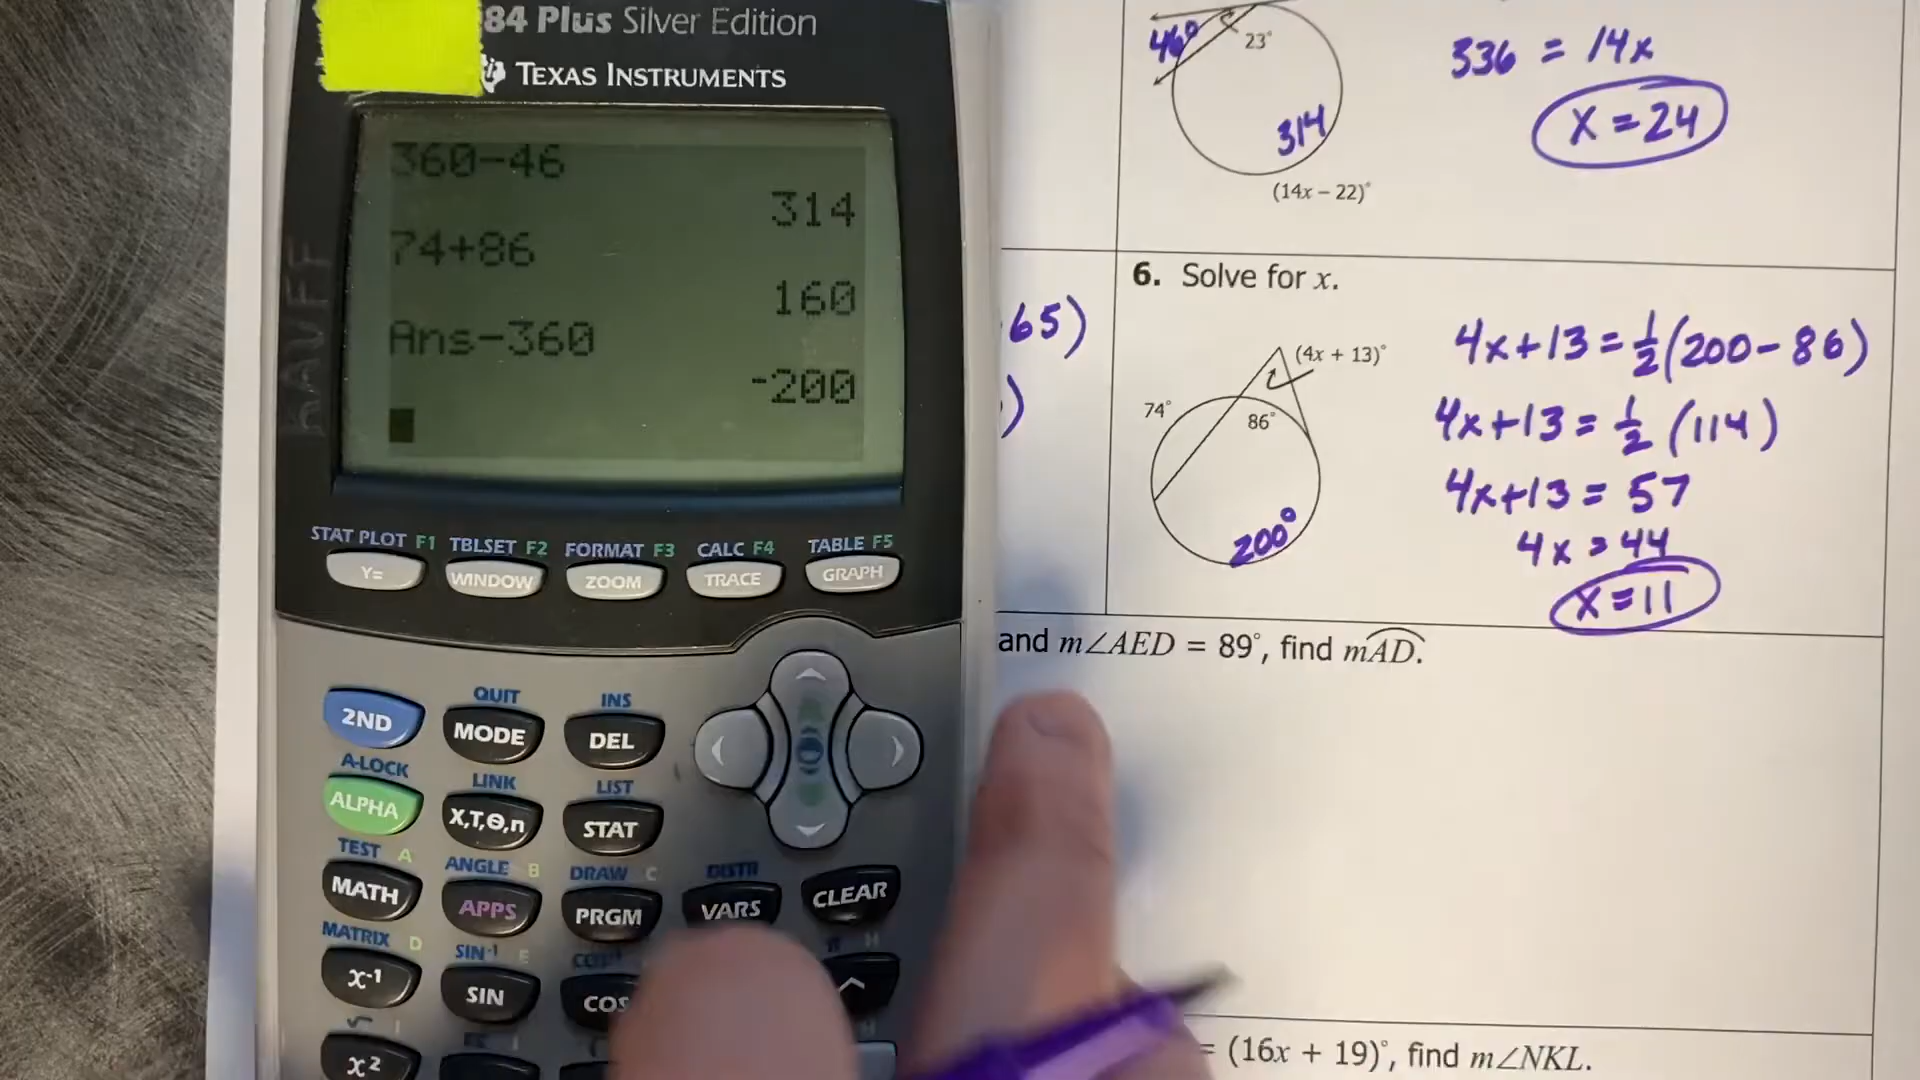 84 Plus Silver Edition
TEXAS INSTRUMENTS
360-46
314
74+86
160
Ans-360
-200
STAT PLOT F1 TBLSET F2 FORMAT F3 CALC F4 TABLE F5
Y= WINDOW ZOOM TRACE GRAPH
QUIT INS
2ND MODE DEL
A-LOCK LINK LIST
ALPHA X,T,Θ,n STAT
TEST A ANGLE B DRAW C DISTR
MATH APPS PRGM VARS CLEAR
MATRIX D SIN-1 E COS-1 H
x-1 SIN COS ^
√ I
x2
MAUFF
46° 23°
314
(14x – 22)°
336 = 14x
x = 24
65)
)
6. Solve for x.
(4x + 13)°
74°
86°
200°
4x+13 = 1/2(200-86)
4x+13 = 1/2 (114)
4x+13 = 57
4x = 44
x = 11
and m∠AED = 89°, find mAD.
= (16x + 19)°, find m∠NKL.